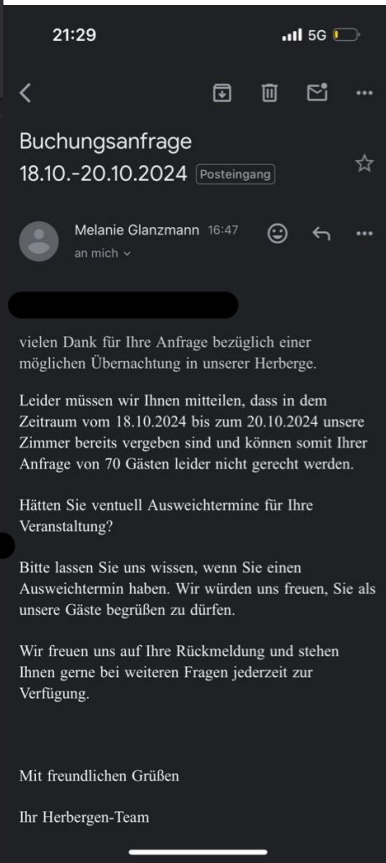 21:29
5G
Buchungsanfrage
18.10.-20.10.2024 Posteingang
Melanie Glanzmann 16:47
an mich
vielen Dank für Ihre Anfrage bezüglich einer
möglichen Übernachtung in unserer Herberge.
Leider müssen wir Ihnen mitteilen, dass in dem
Zeitraum vom 18.10.2024 bis zum 20.10.2024 unsere
Zimmer bereits vergeben sind und können somit Ihrer
Anfrage von 70 Gästen leider nicht gerecht werden.
Hätten Sie ventuell Ausweichtermine für Ihre
Veranstaltung?
Bitte lassen Sie uns wissen, wenn Sie einen
Ausweichtermin haben. Wir würden uns freuen, Sie als
unsere Gäste begrüßen zu dürfen.
Wir freuen uns auf Ihre Rückmeldung und stehen
Ihnen gerne bei weiteren Fragen jederzeit zur
Verfügung.
Mit freundlichen Grüßen
Ihr Herbergen-Team